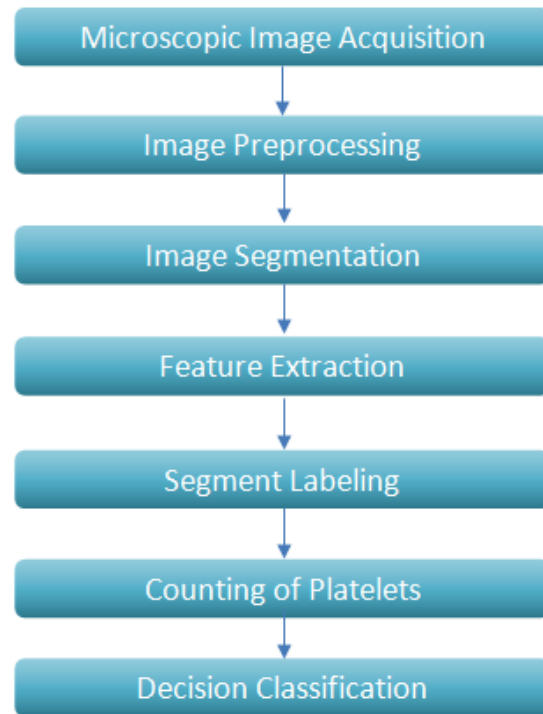 Microscopic Image Acquisition
Image Preprocessing
Image Segmentation
Feature Extraction
Segment Labeling
Counting of Platelets
Decision Classification